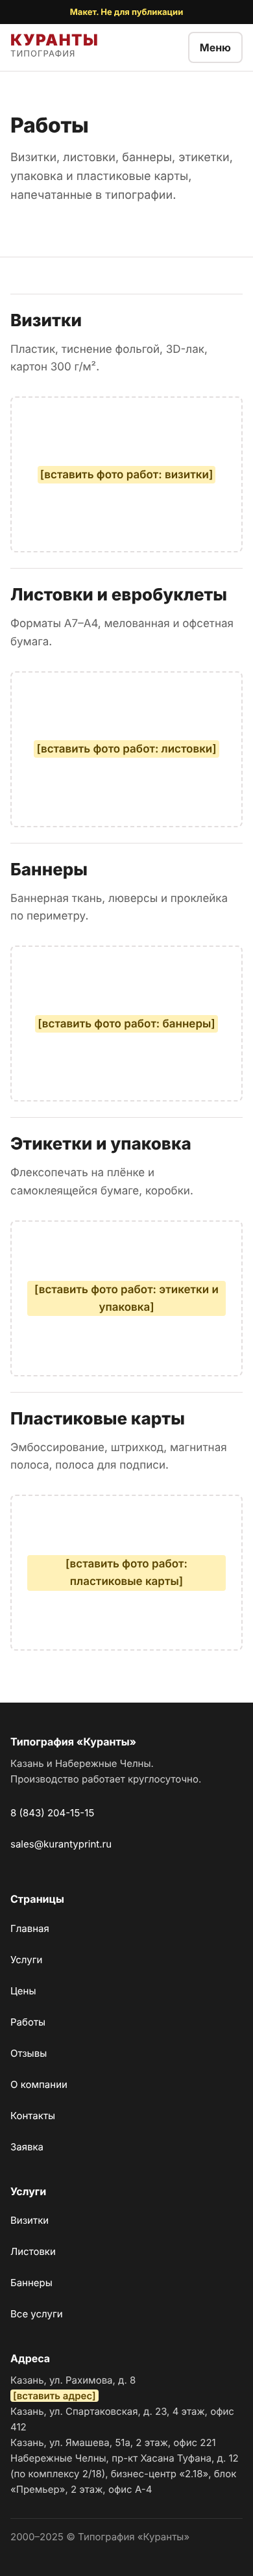 Макет. Не для публикации
КУРАНТЫ
ТИПОГРАФИЯ
Меню
Работы
Визитки, листовки, баннеры, этикетки,
упаковка и пластиковые карты,
напечатанные в типографии.
Визитки
Пластик, тиснение фольгой, 3D-лак,
картон 300 г/м².
[вставить фото работ: визитки]
Листовки и евробуклеты
Форматы А7–А4, мелованная и офсетная
бумага.
[вставить фото работ: листовки]
Баннеры
Баннерная ткань, люверсы и проклейка
по периметру.
[вставить фото работ: баннеры]
Этикетки и упаковка
Флексопечать на плёнке и
самоклеящейся бумаге, коробки.
[вставить фото работ: этикетки и
упаковка]
Пластиковые карты
Эмбоссирование, штрихкод, магнитная
полоса, полоса для подписи.
[вставить фото работ:
пластиковые карты]
Типография «Куранты»
Казань и Набережные Челны.
Производство работает круглосуточно.
8 (843) 204-15-15
sales@kurantyprint.ru
Страницы
Главная
Услуги
Цены
Работы
Отзывы
О компании
Контакты
Заявка
Услуги
Визитки
Листовки
Баннеры
Все услуги
Адреса
Казань, ул. Рахимова, д. 8
[вставить адрес]
Казань, ул. Спартаковская, д. 23, 4 этаж, офис
412
Казань, ул. Ямашева, 51а, 2 этаж, офис 221
Набережные Челны, пр-кт Хасана Туфана, д. 12
(по комплексу 2/18), бизнес-центр «2.18», блок
«Премьер», 2 этаж, офис А-4
2000–2025 © Типография «Куранты»